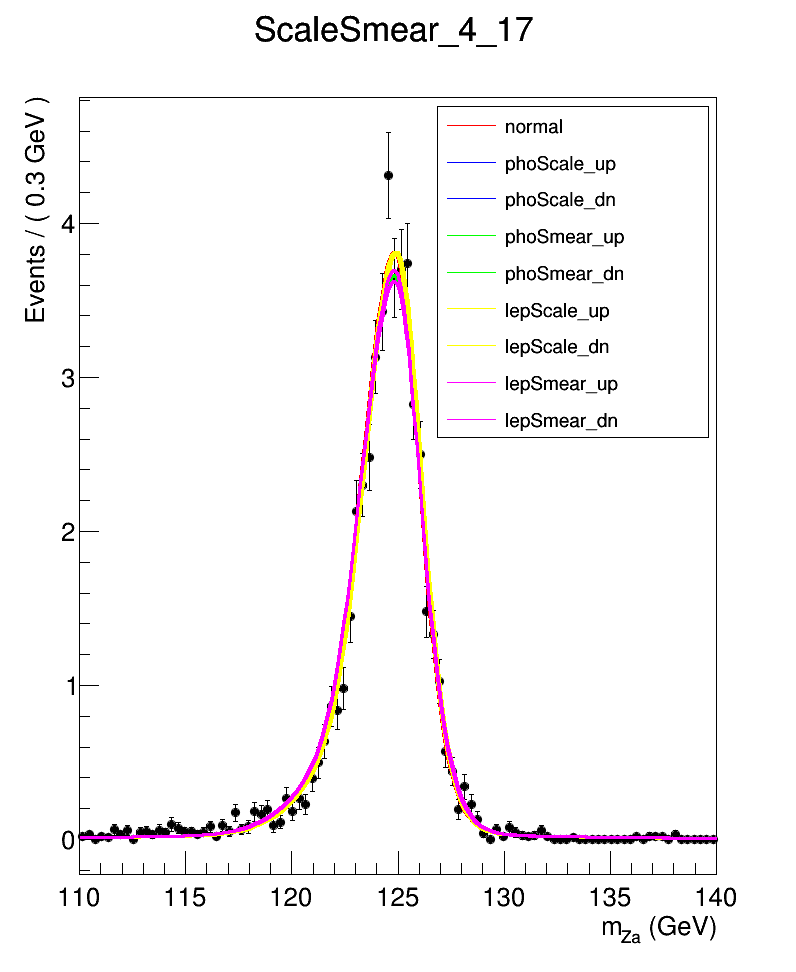 ScaleSmear_4_17
Events / ( 0.3 GeV )
normal
phoScale_up
phoScale_dn
phoSmear_up
phoSmear_dn
lepScale_up
lepScale_dn
lepSmear_up
lepSmear_dn
4
3
2
1
0
110 115 120 125 130 135 140
m_Za (GeV)